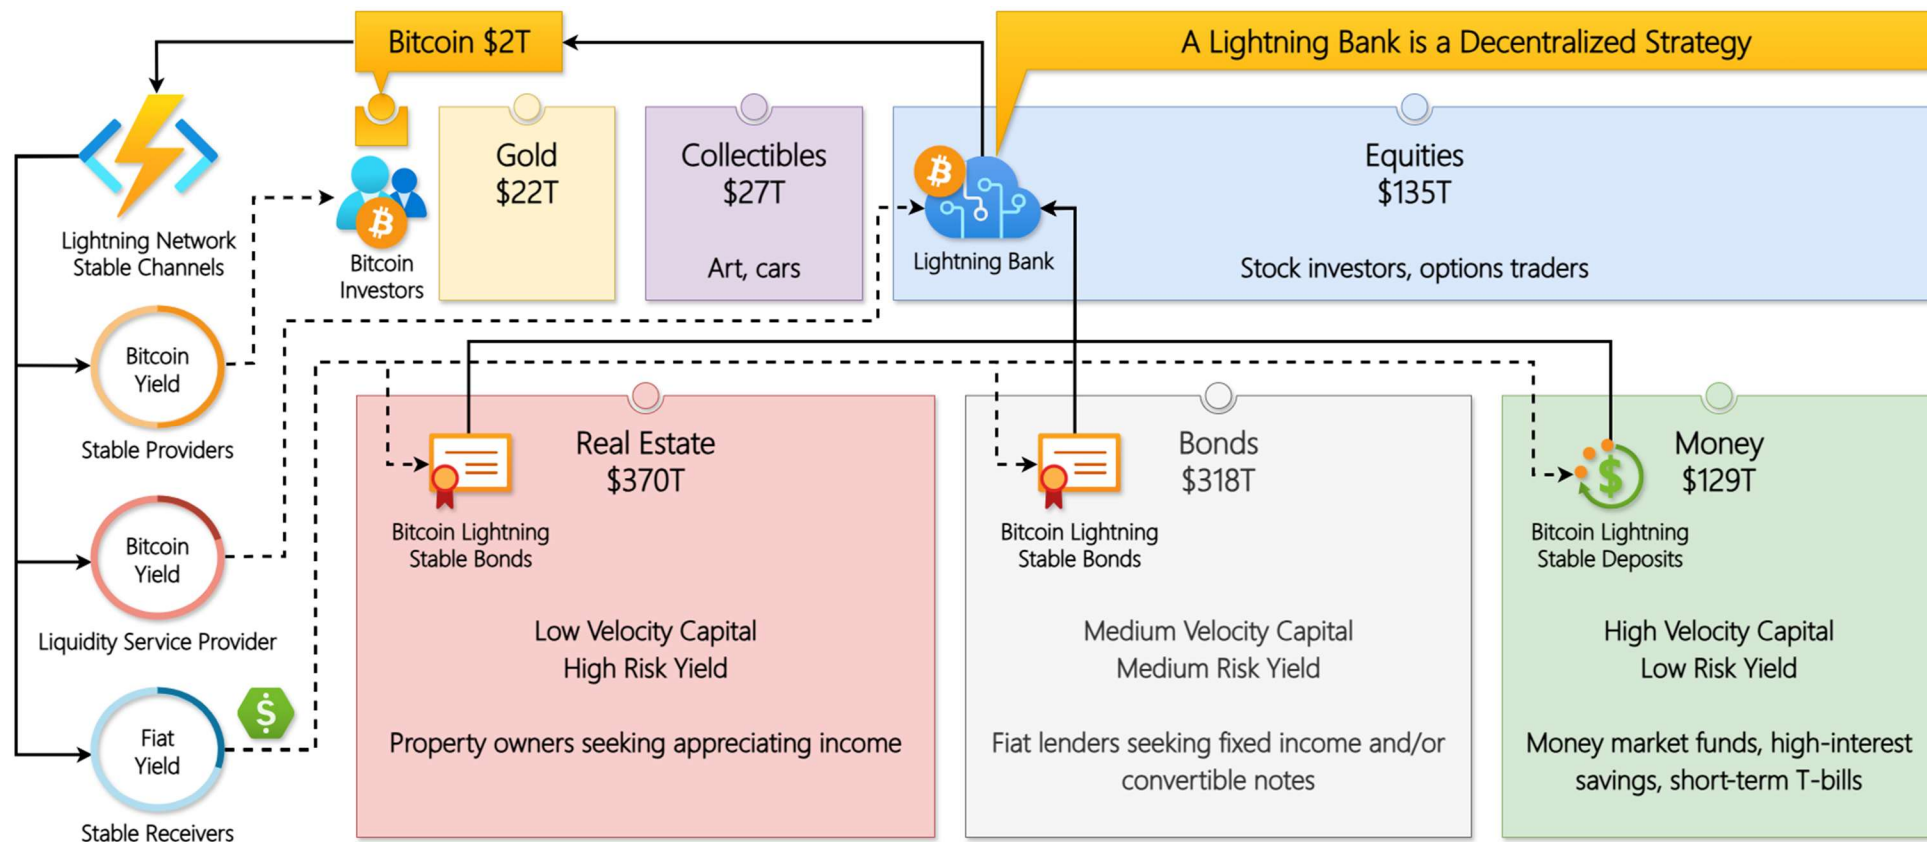 Bitcoin $2T
A Lightning Bank is a Decentralized Strategy
Gold
$22T
Collectibles
$27T
Art, cars
Equities
$135T
Stock investors, options traders
Lightning Bank
Lightning Network
Stable Channels
Bitcoin
Investors
Bitcoin
Yield
Stable Providers
Bitcoin
Yield
Liquidity Service Provider
Fiat
Yield
$
Stable Receivers
Real Estate
$370T
Bitcoin Lightning
Stable Bonds
Low Velocity Capital
High Risk Yield
Property owners seeking appreciating income
Bonds
$318T
Bitcoin Lightning
Stable Bonds
Medium Velocity Capital
Medium Risk Yield
Fiat lenders seeking fixed income and/or
convertible notes
Money
$129T
$
Bitcoin Lightning
Stable Deposits
High Velocity Capital
Low Risk Yield
Money market funds, high-interest
savings, short-term T-bills